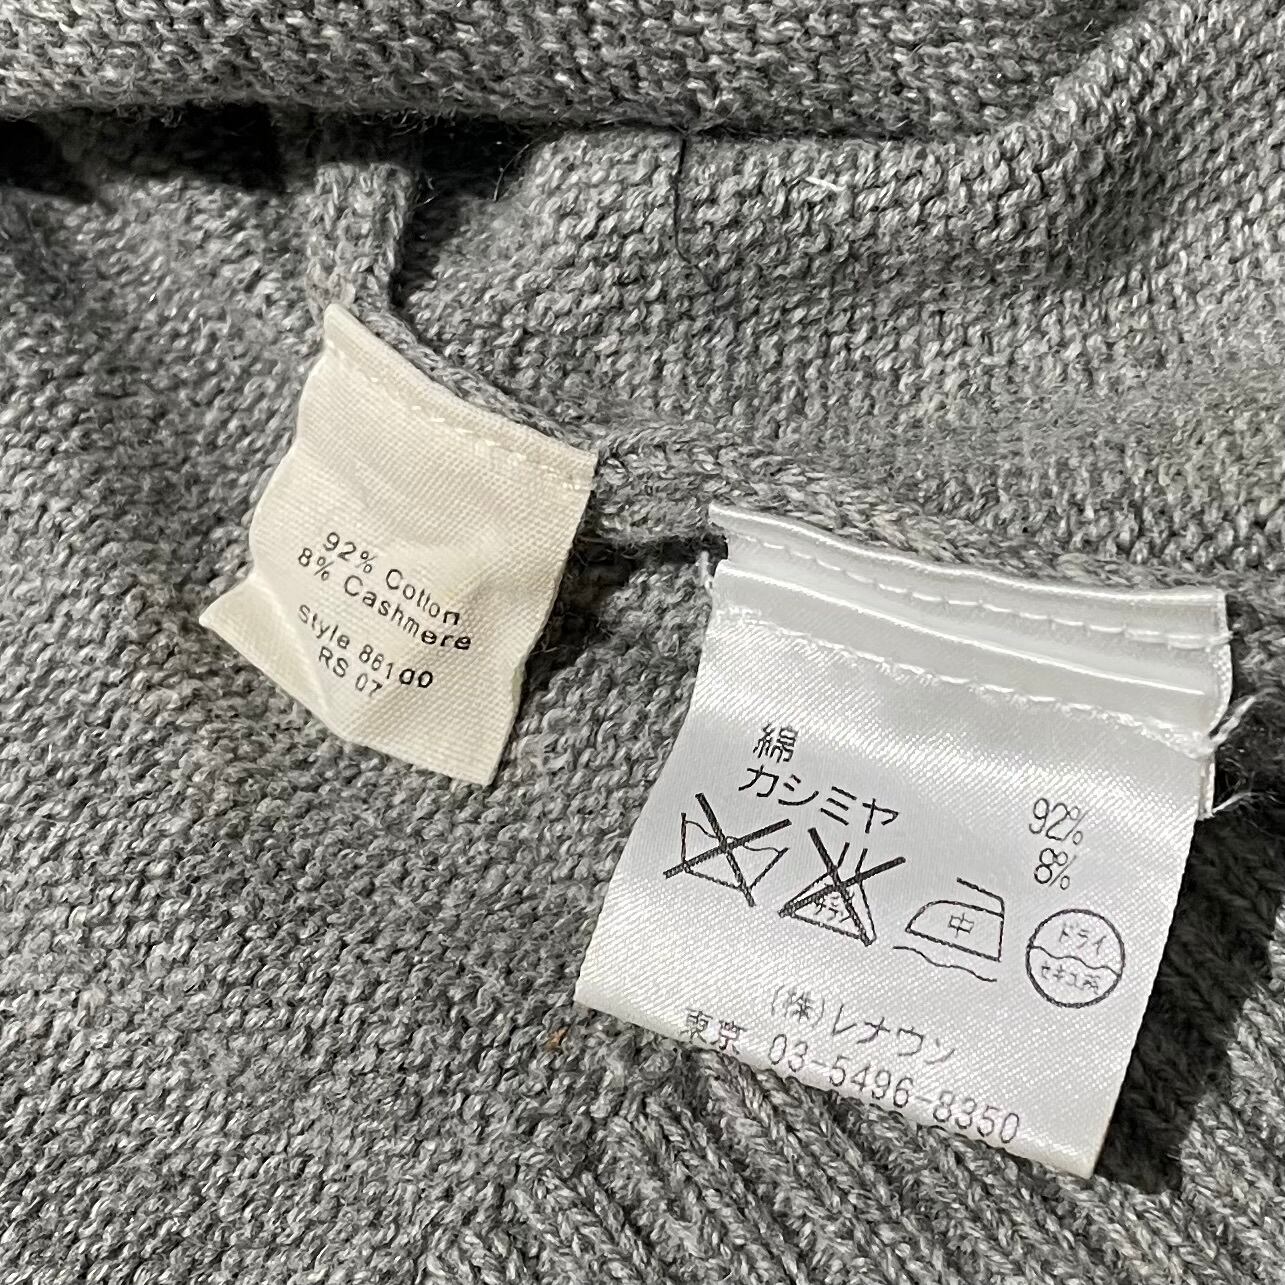 92% Cotton
8% Cashmere
Style 86100
RS 07
綿 92%
カシミヤ 8%
中
ドライ
セキユ系
(株)レナウン
東京 03-5496-8350